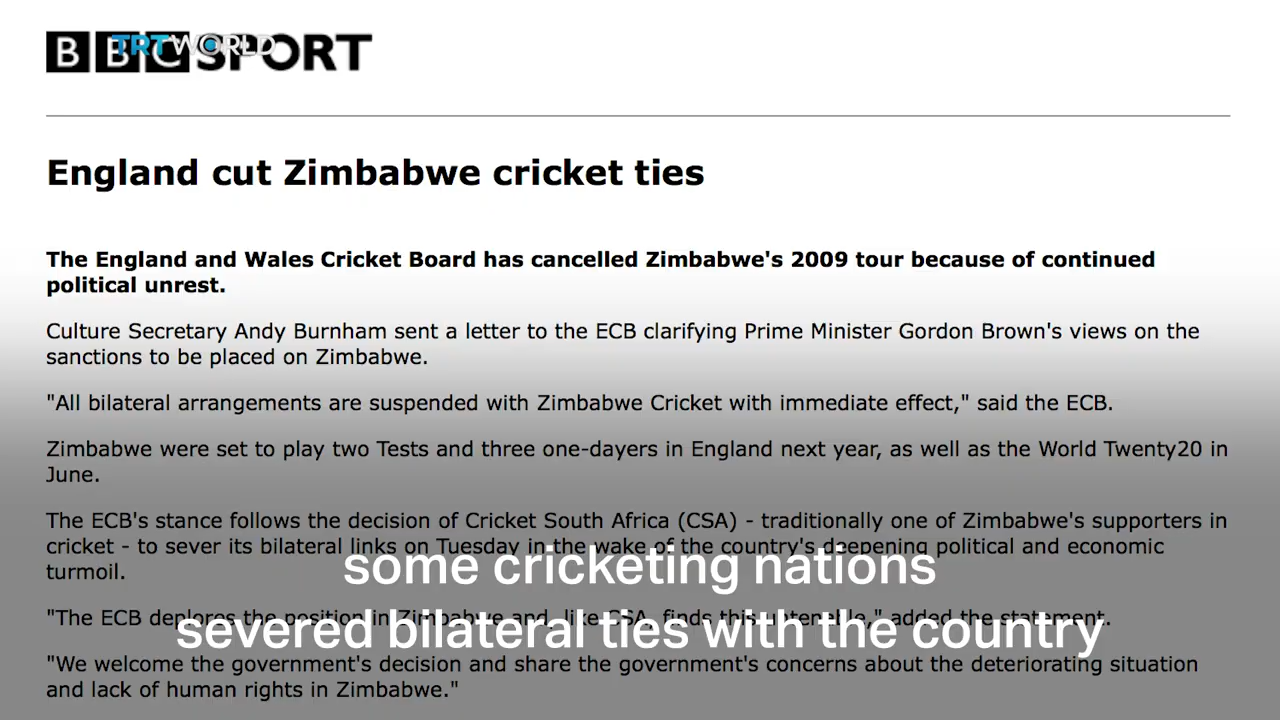 BBC SPORT
TRT WORLD
England cut Zimbabwe cricket ties
The England and Wales Cricket Board has cancelled Zimbabwe's 2009 tour because of continued
political unrest.
Culture Secretary Andy Burnham sent a letter to the ECB clarifying Prime Minister Gordon Brown's views on the
sanctions to be placed on Zimbabwe.
"All bilateral arrangements are suspended with Zimbabwe Cricket with immediate effect," said the ECB.
Zimbabwe were set to play two Tests and three one-dayers in England next year, as well as the World Twenty20 in
June.
The ECB's stance follows the decision of Cricket South Africa (CSA) - traditionally one of Zimbabwe's supporters in
cricket - to sever its bilateral links on Tuesday in the wake of the country's deepening political and economic
turmoil.
some cricketing nations
"The ECB deplores the position in Zimbabwe and, like CSA, finds this untenable," added the statement.
severed bilateral ties with the country
"We welcome the government's decision and share the government's concerns about the deteriorating situation
and lack of human rights in Zimbabwe."